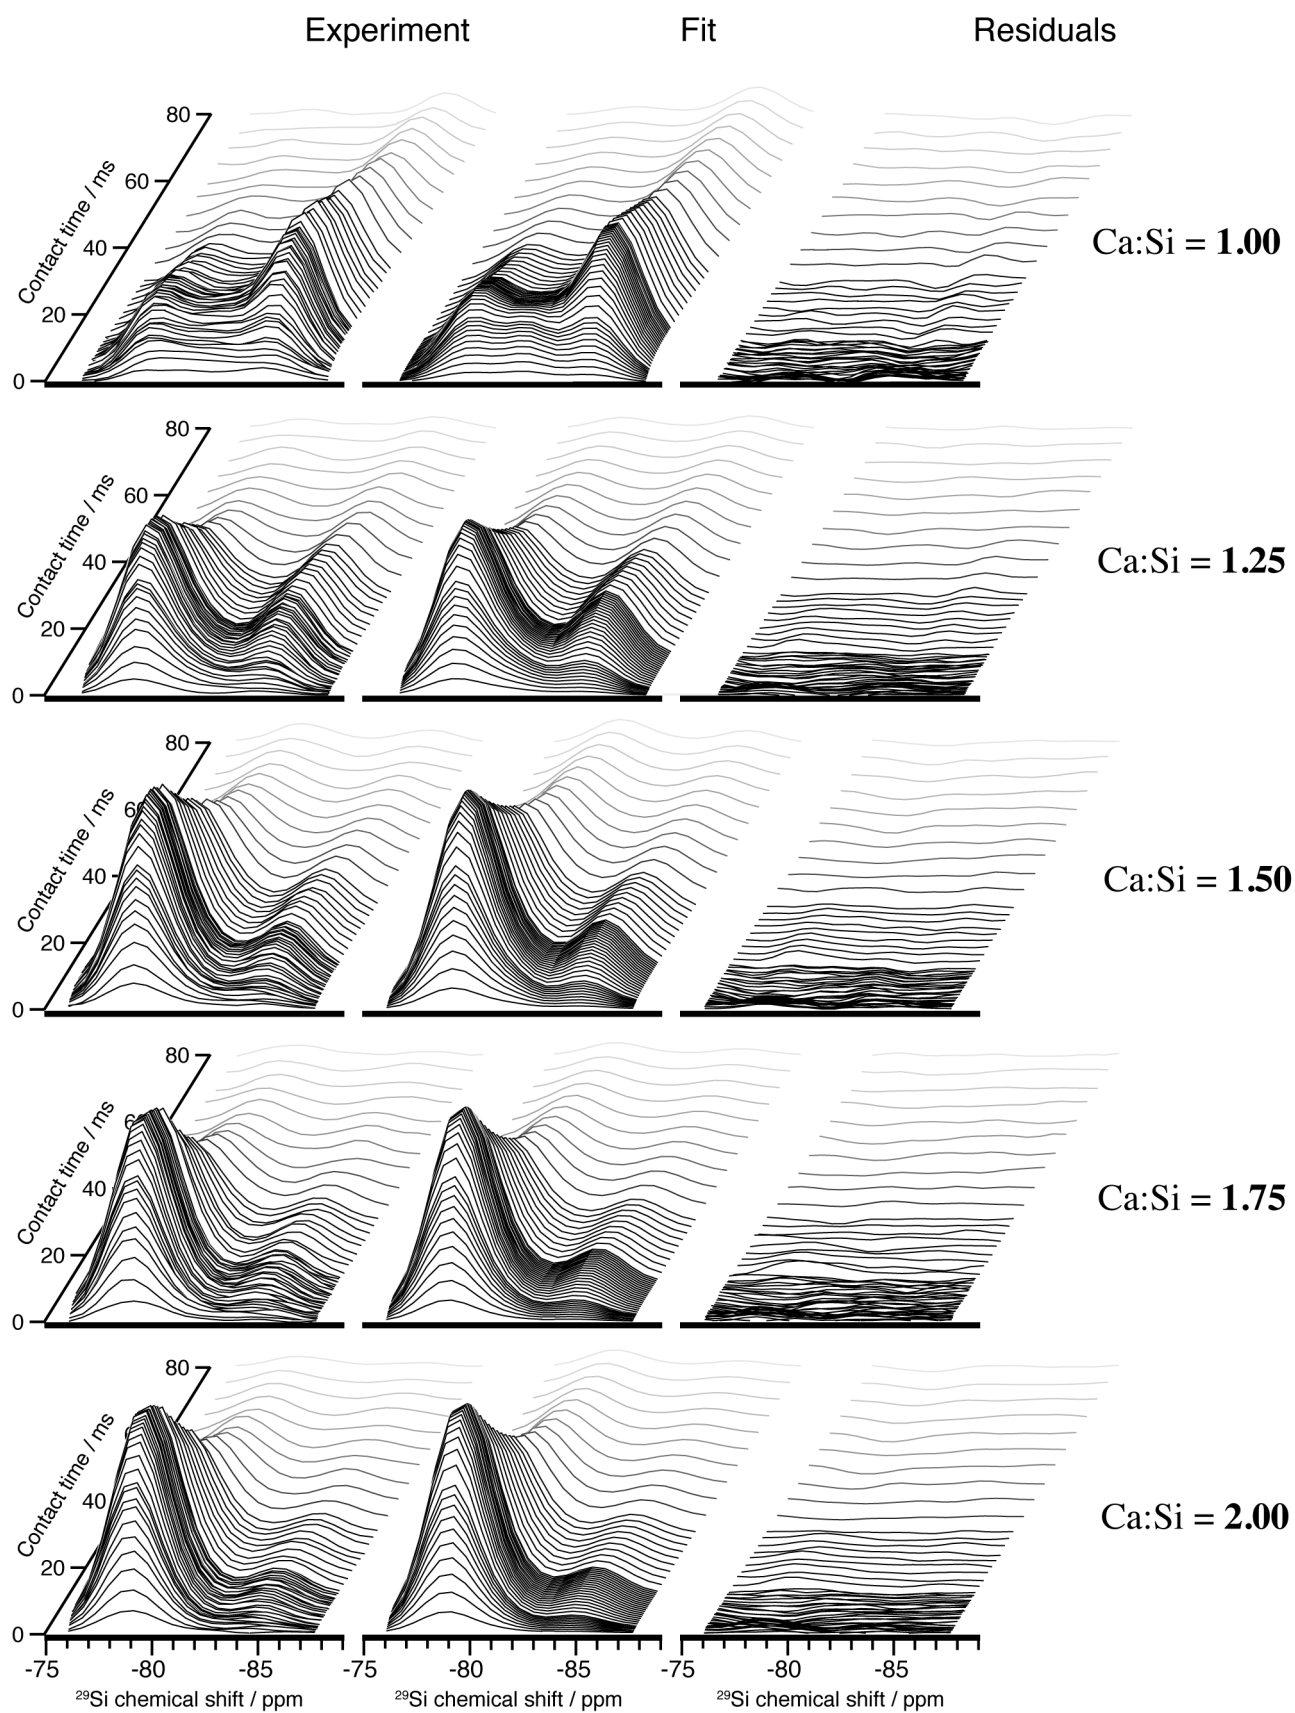 Experiment Fit Residuals
80
60
40
20
0
Contact time / ms
Ca:Si = 1.00
80
60
40
20
0
Contact time / ms
Ca:Si = 1.25
80
40
20
0
Contact time / ms
Ca:Si = 1.50
80
40
20
0
Contact time / ms
Ca:Si = 1.75
80
40
20
0
Contact time / ms
Ca:Si = 2.00
-75 -80 -85 -75 -80 -85 -75 -80 -85
²⁹Si chemical shift / ppm ²⁹Si chemical shift / ppm ²⁹Si chemical shift / ppm